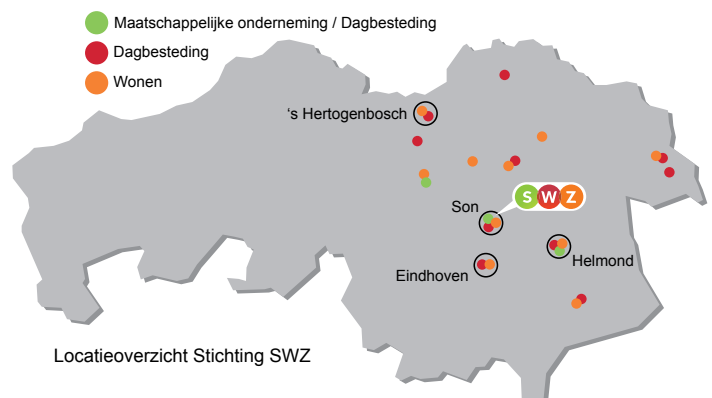 Maatschappelijke onderneming / Dagbesteding
Dagbesteding
Wonen
‘s Hertogenbosch
Son
S W Z
Eindhoven
Helmond
Locatieoverzicht Stichting SWZ